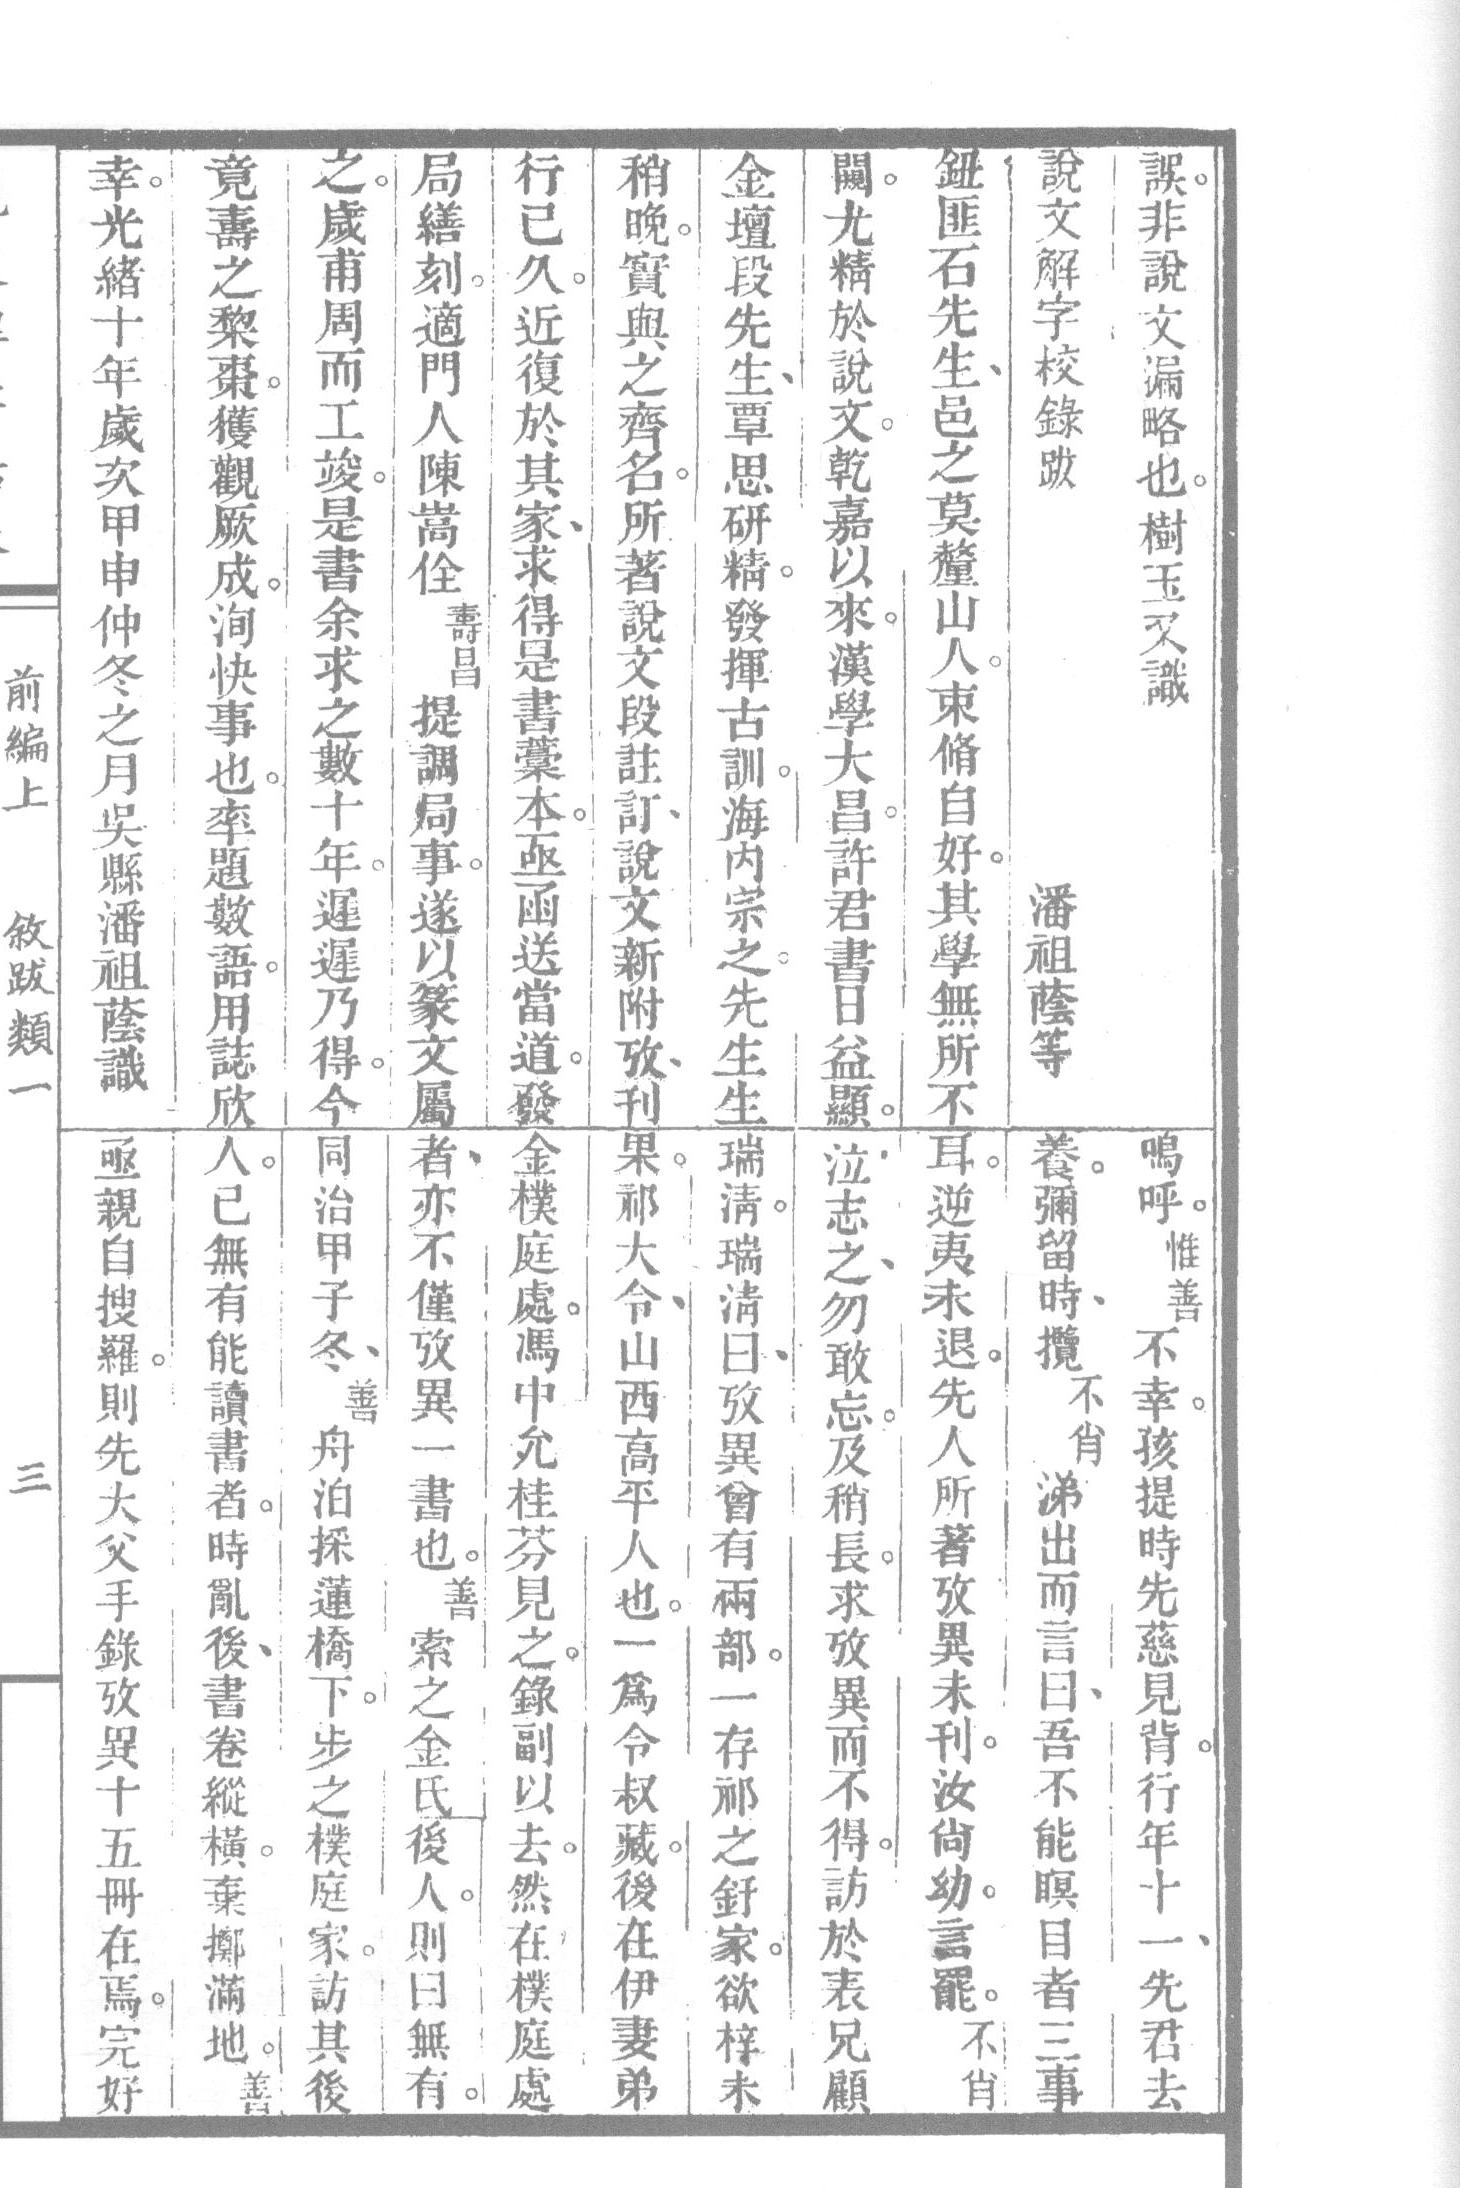 誤。非說文漏略也。樹玉又識
說文解字校錄跋
潘祖蔭等
鈕匪石先生、邑之莫釐山人。束脩自好。其學無所不
闚。尤精於說文。乾嘉以來。漢學大昌。許君書日益顯。
金壇段先生、覃思研精。發揮古訓。海內宗之。先生生
稍晚。實與之齊名。所著說文段註訂、說文新附攷、刊
行已久。近復於其家、求得是書藁本。亟函送當道。發
局繕刻。適門人陳嵩佺壽昌提調局事。遂以篆文屬
之。歲甫周而工竣。是書余求之數十年。遲遲乃得。今
竟壽之黎棗。獲觀厥成。洵快事也。率題數語。用誌欣
幸。光緒十年歲次甲申仲冬之月吳縣潘祖蔭識
嗚呼。惟善不幸。孩提時先慈見背。行年十一、先君去
養。彌留時、攬不肖涕出而言曰、吾不能瞑目者三事
耳。逆夷未退。先人所著攷異未刊。汝尙幼。言罷。不肖
泣志之、勿敢忘。及稍長。求攷異而不得。訪於表兄顧
瑞淸。瑞淸曰、攷異曾有兩部。一存祁之釪家。欲梓未
果。祁大令、山西高平人也。一爲令叔藏。後在伊妻弟
金樸庭處。馮中允桂芬見之。錄副以去。然在樸庭處
者、亦不僅攷異一書也。善索之金氏後人。則曰無有。
同治甲子冬、善舟泊採蓮橋下。步之樸庭家。訪其後
人。已無有能讀書者。時亂後、書卷縱橫。棄擲滿地。善
亟親自搜羅。則先大父手錄攷異十五冊在焉。完好
前編上
敘跋類一
三